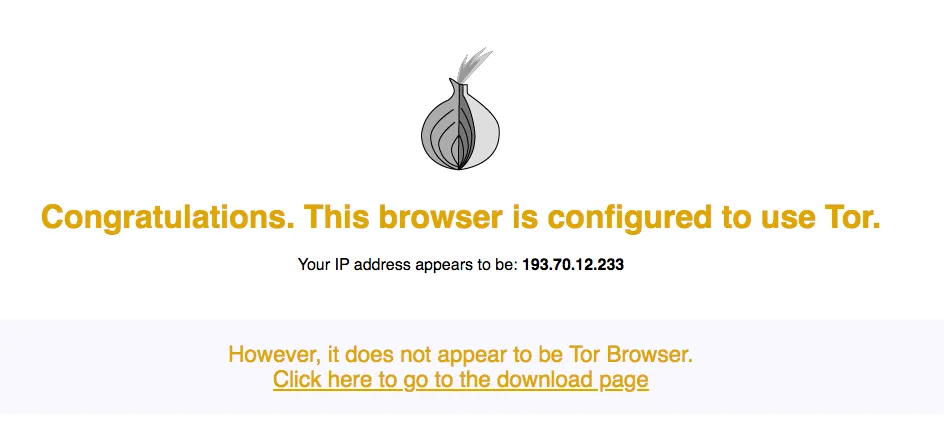 Congratulations. This browser is configured to use Tor.
Your IP address appears to be: 193.70.12.233
However, it does not appear to be Tor Browser.
Click here to go to the download page